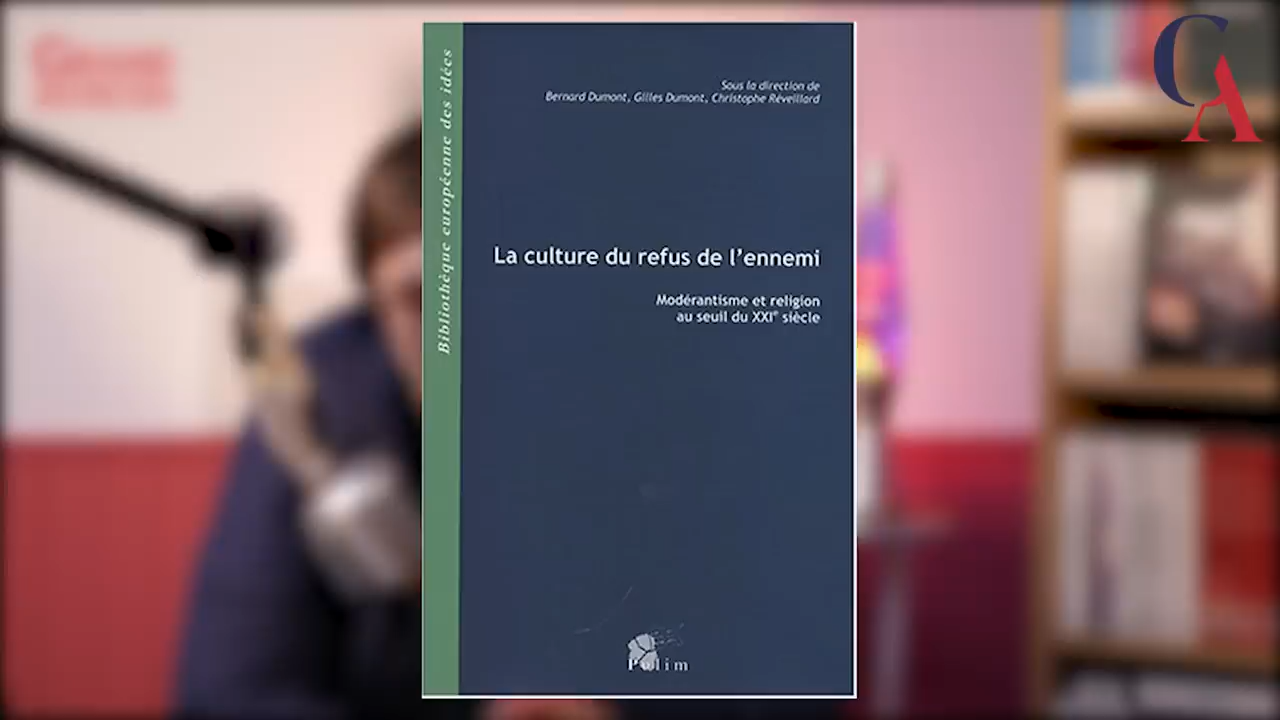 CA
Bibliothèque européenne des idées
Sous la direction de
Bernard Dumont, Gilles Dumont, Christophe Réveillard
La culture du refus de l'ennemi
Modérantisme et religion
au seuil du XXIᵉ siècle
Pulim